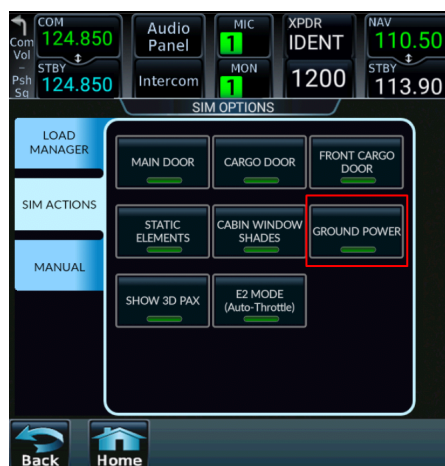 COM
124.850
Com
Vol
–
Psh
Sq
STBY
124.850
Audio
Panel
Intercom
MIC
1
MON
1
XPDR
IDENT
1200
NAV
110.50
STBY
113.90
SIM OPTIONS
LOAD
MANAGER
SIM ACTIONS
MANUAL
MAIN DOOR
CARGO DOOR
FRONT CARGO
DOOR
STATIC
ELEMENTS
CABIN WINDOW
SHADES
GROUND POWER
SHOW 3D PAX
E2 MODE
(Auto-Throttle)
Back
Home